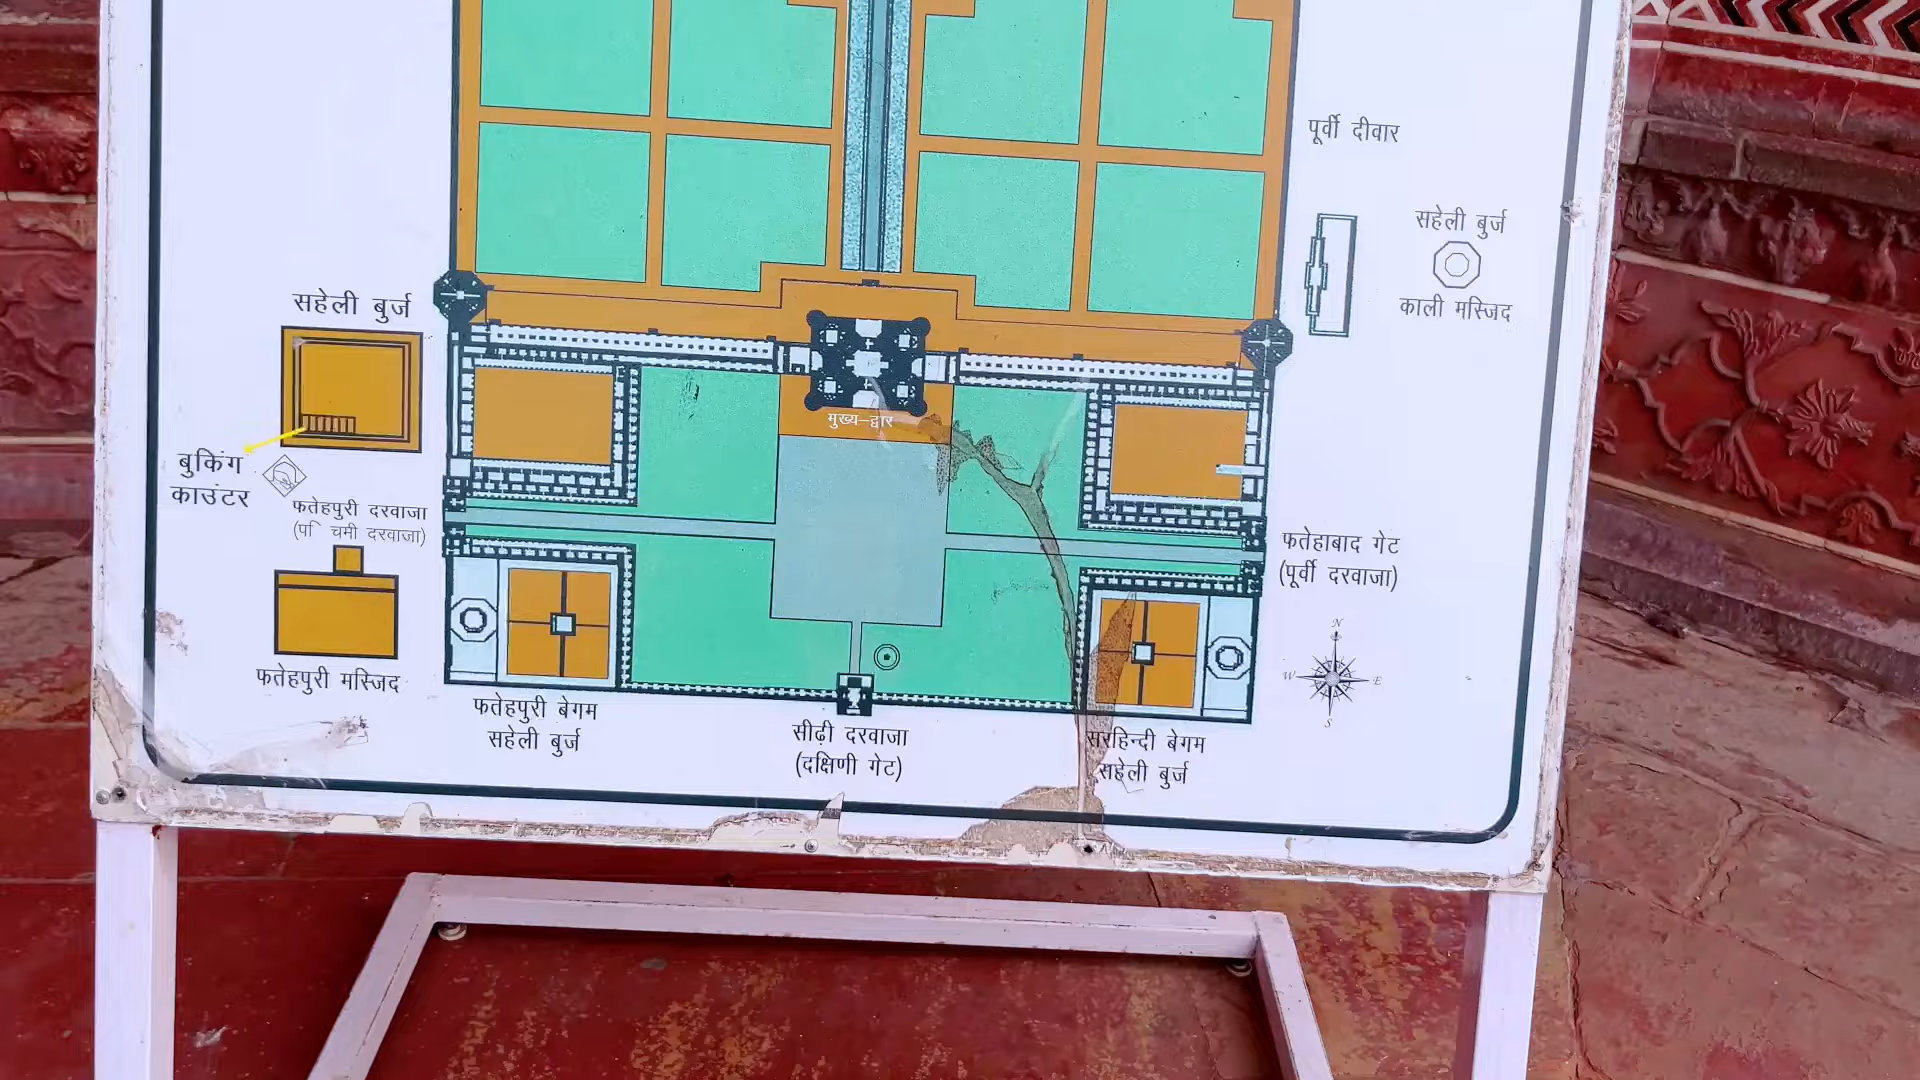 पूर्वी दीवार
सहेली बुर्ज
काली मस्जिद
सहेली बुर्ज
मुख्य-द्वार
बुकिंग
काउंटर
फतेहपुरी दरवाजा
(पि चमी दरवाजा)
फतेहाबाद गेट
(पूर्वी दरवाजा)
N
W E
S
फतेहपुरी मस्जिद
फतेहपुरी बेगम
सहेली बुर्ज
सीढ़ी दरवाजा
(दक्षिणी गेट)
सरहिन्दी बेगम
सहेली बुर्ज